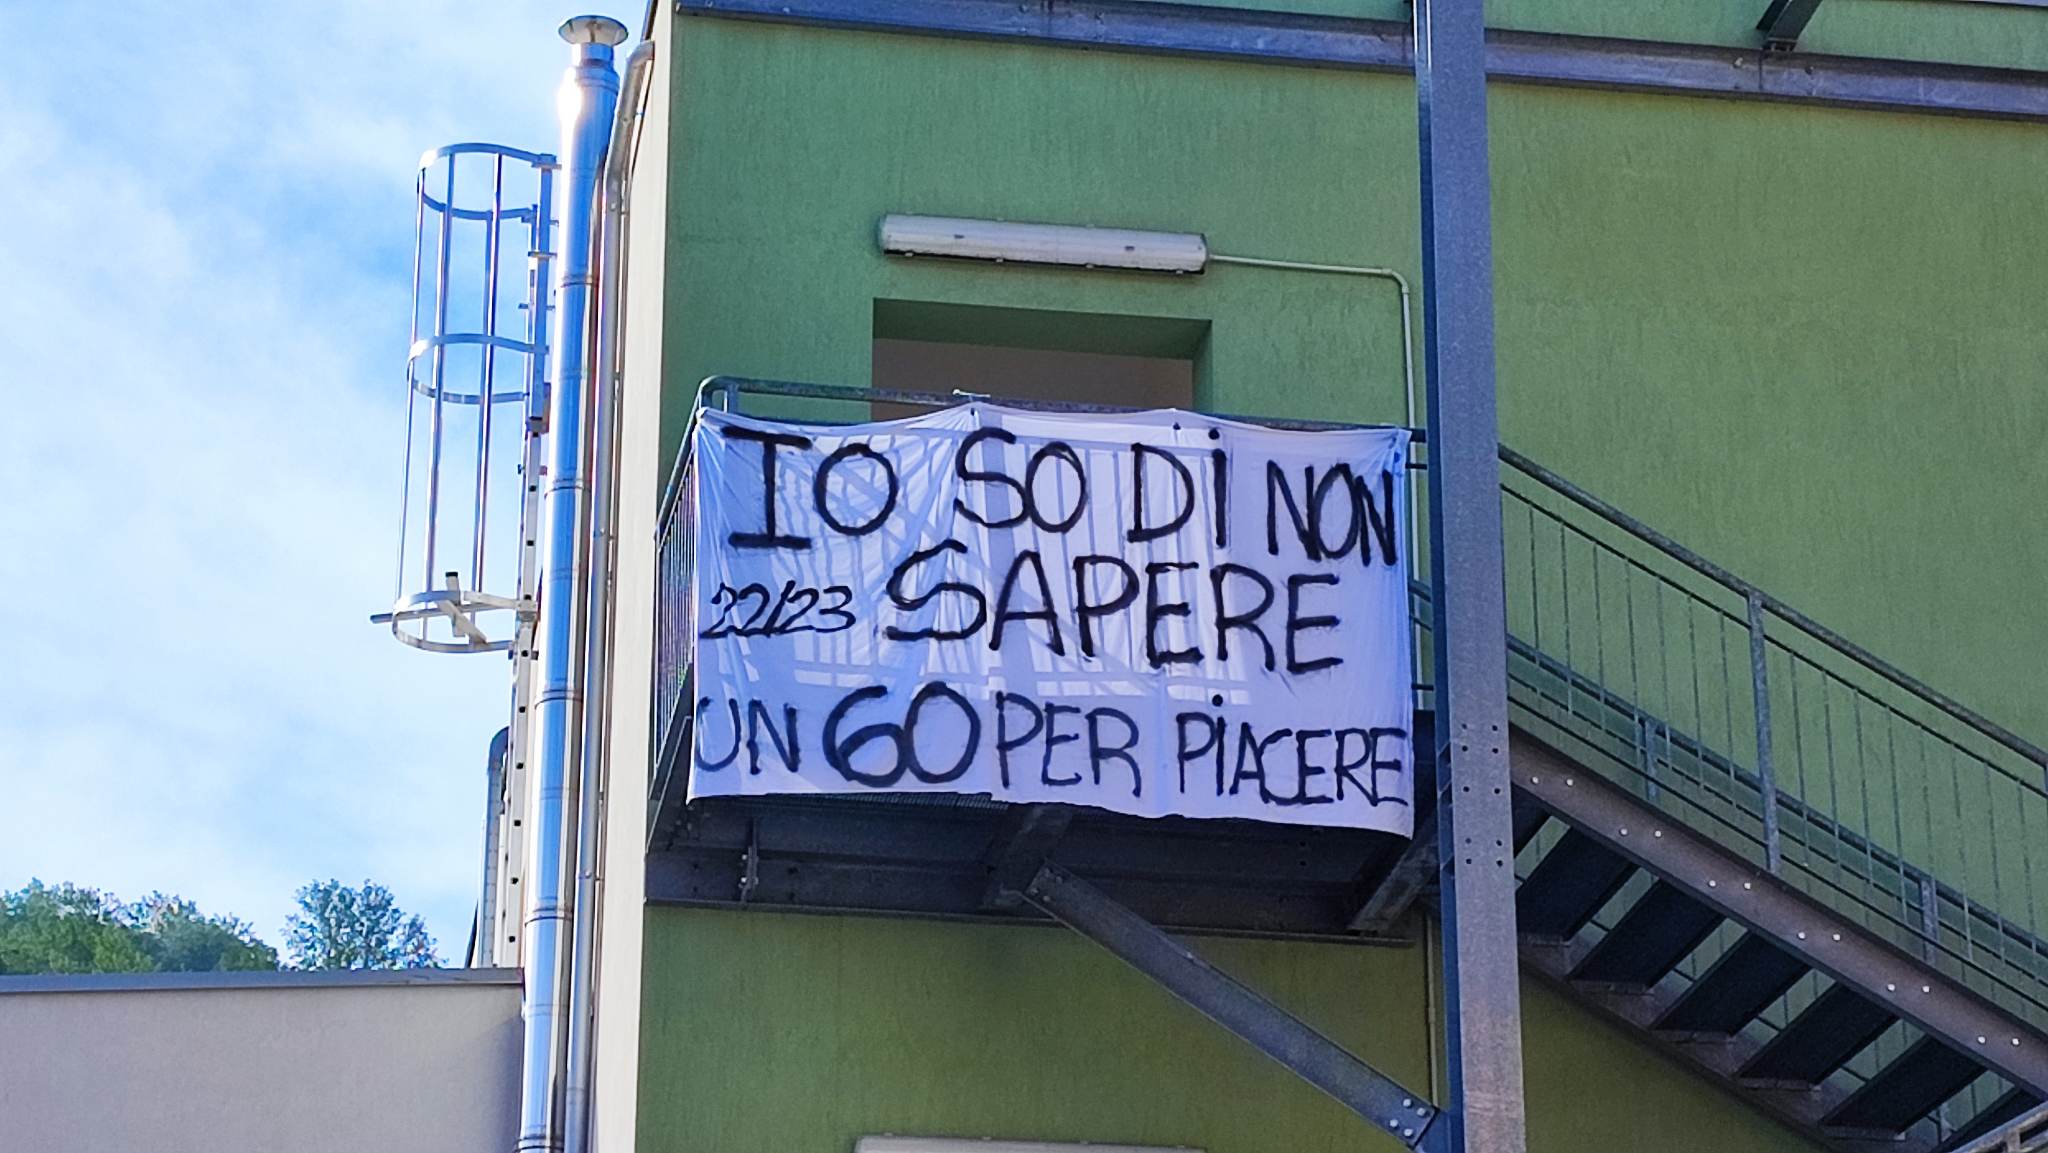 IO SO DI NON
22/23 SAPERE
UN 60 PER PIACERE